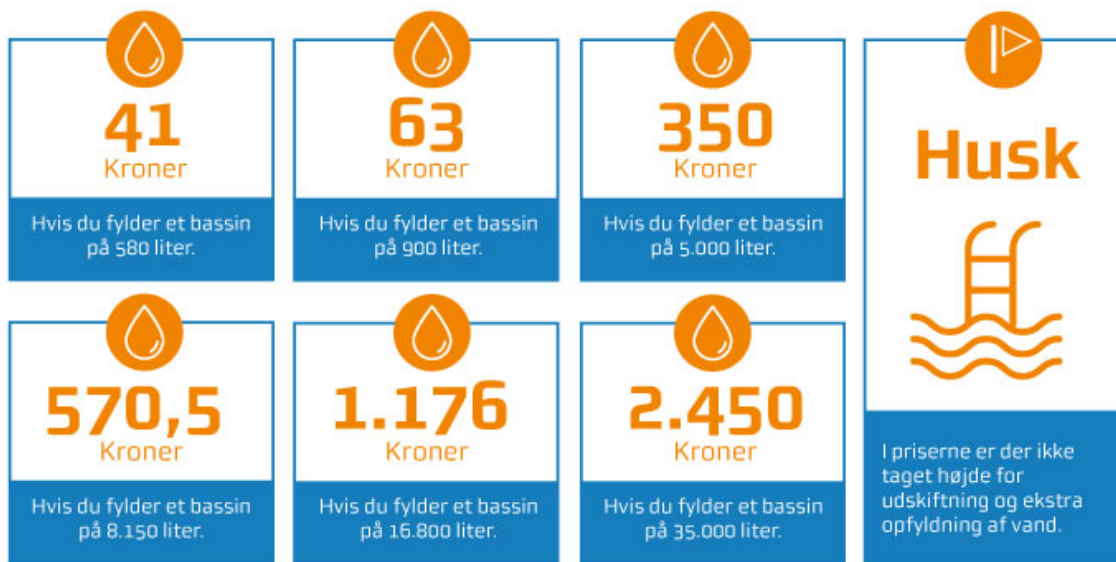 41
Kroner
Hvis du fylder et bassin
på 580 liter.
63
Kroner
Hvis du fylder et bassin
på 900 liter.
350
Kroner
Hvis du fylder et bassin
på 5.000 liter.
570,5
Kroner
Hvis du fylder et bassin
på 8.150 liter.
1.176
Kroner
Hvis du fylder et bassin
på 16.800 liter.
2.450
Kroner
Hvis du fylder et bassin
på 35.000 liter.
Husk
I priserne er der ikke
taget højde for
udskiftning og ekstra
opfyldning af vand.